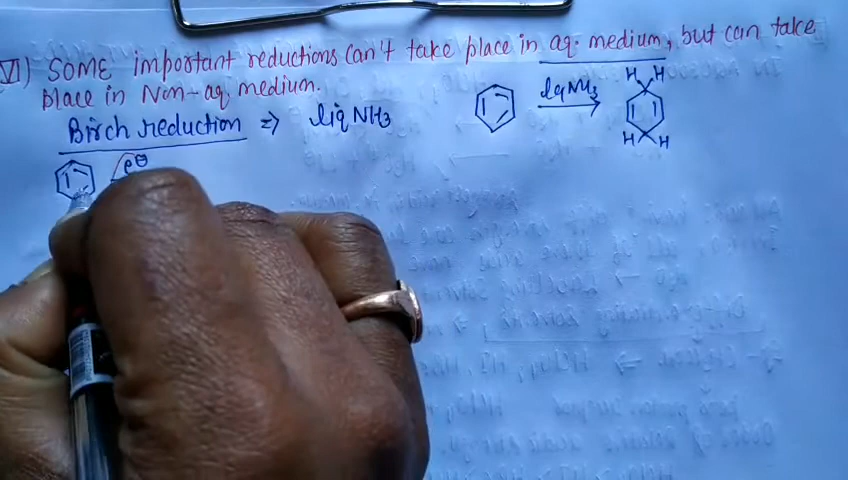 VI) SOME important reductions can't take place in aq. medium, but can take
place in Non-aq. medium.
Birch reduction ⇒ liq NH3
liq NH3
H H
H H
e⊖